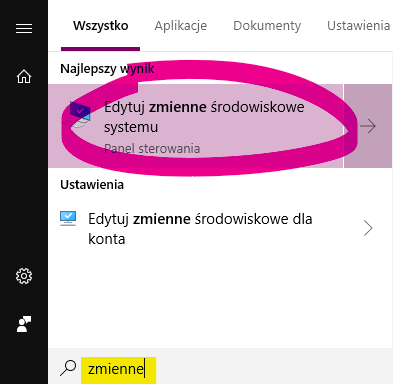 Wszystko Aplikacje Dokumenty Ustawienia
Najlepszy wynik
Edytuj zmienne środowiskowe
systemu
Panel sterowania
Ustawienia
Edytuj zmienne środowiskowe dla
konta
zmienne